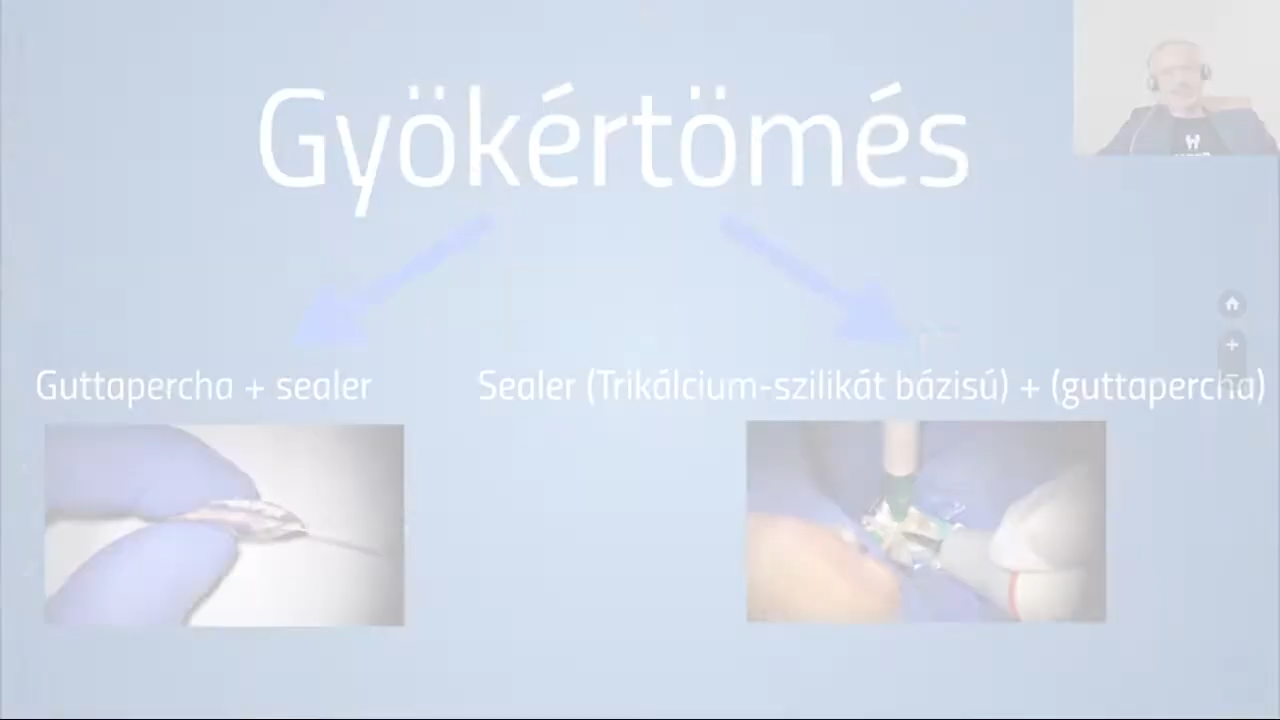 Gyökértömés
Guttapercha + sealer
Sealer (Trikálcium-szilikát bázisú) + (guttapercha)